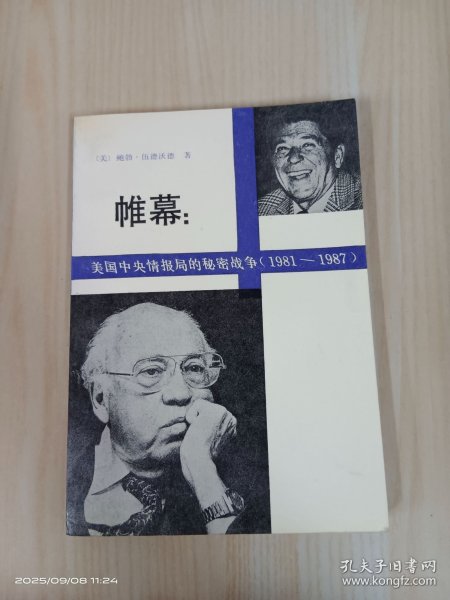 〔美〕 鲍勃·伍德沃德 著
帷幕：
美国中央情报局的秘密战争（1981－1987）
2025/09/08 11:24
孔夫子旧书网
www.kongfz.com